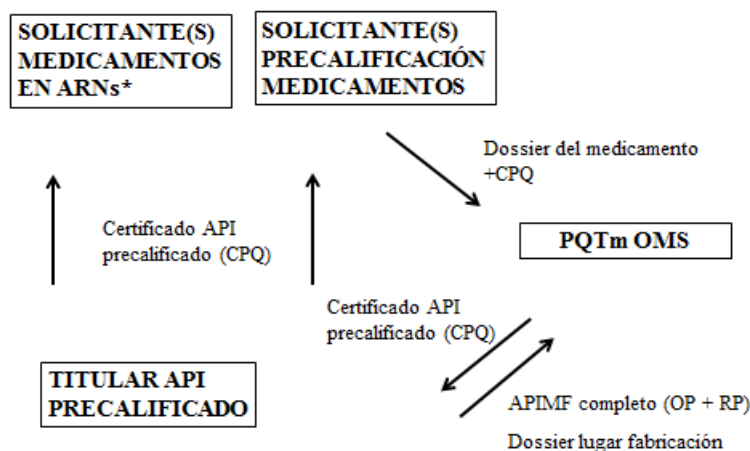 SOLICITANTE(S)
MEDICAMENTOS
EN ARNs*
SOLICITANTE(S)
PRECALIFICACIÓN
MEDICAMENTOS
Dossier del medicamento
+CPQ
Certificado API
precalificado (CPQ)
PQTm OMS
Certificado API
precalificado (CPQ)
TITULAR API
PRECALIFICADO
APIMF completo (OP + RP)
Dossier lugar fabricación